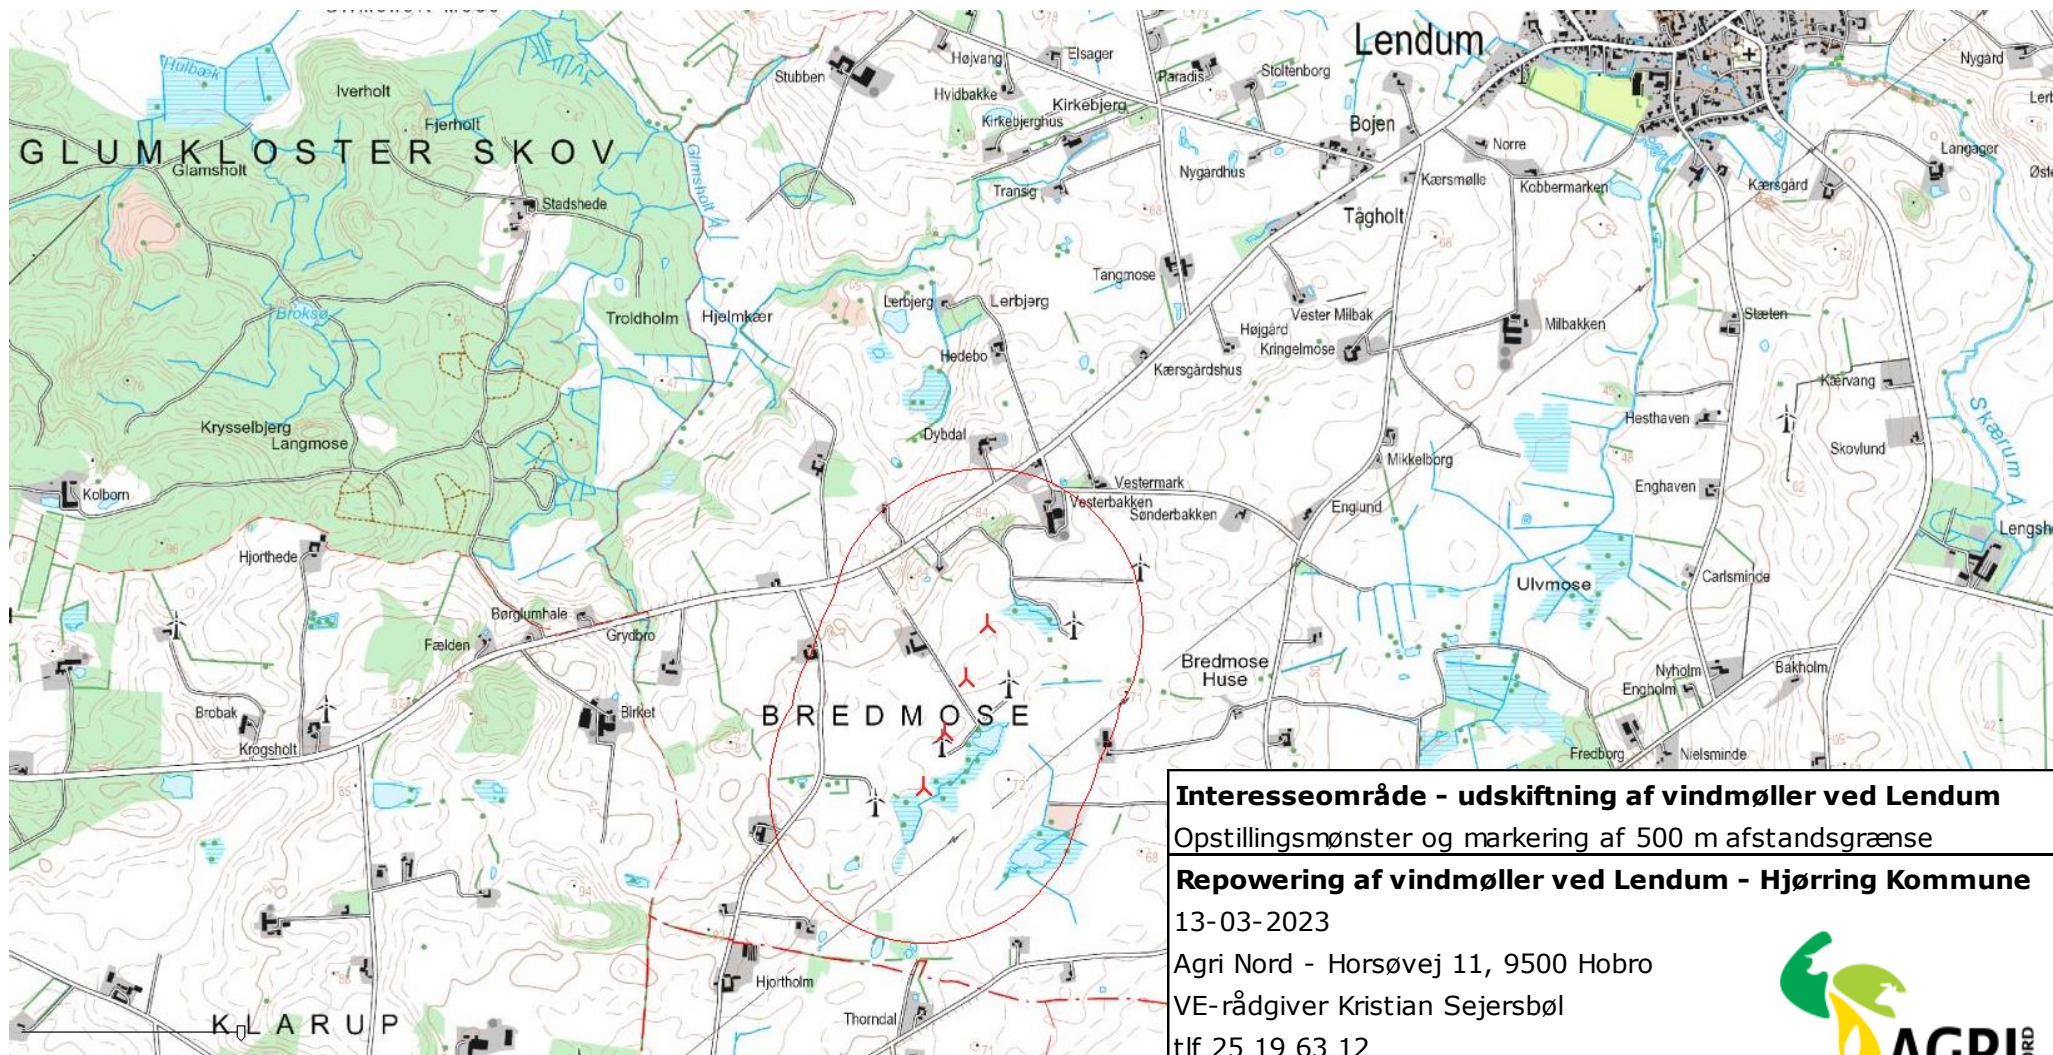 Lendum
Hulbæk
Iverholt
Fjerholt
Stubben
Højvang
Elsager
Hvidbakke
Kirkebjerg
Kirkebjerghus
Paradis
Stoltenborg
Nygård
Bojen
Norre
Langager
GLUMKLOSTER SKOV
Glamsholt
Stadshede
Glimsholt Å
Transig
Nygårdhus
Kærsmølle
Kobbermarken
Kærsgård
Tågholt
Tangmose
Broksø
Troldholm
Hjelmkær
Lerbjerg
Lerbjerg
Vester Milbak
Højgård
Kringelmose
Milbakken
Stæten
Hedebo
Kærsgårdshus
Kærvang
Krysselbjerg
Langmose
Dybdal
Mikkelborg
Hesthaven
Skovlund
Skærum Å
Kolborn
Vestermark
Vesterbakken
Sønderbakken
Englund
Enghaven
Hjorthede
Ulvmose
Carlsminde
Børglumhale
Grydbro
Fælden
Bredmose
Huse
Nyholm
Bakholm
Engholm
Brobak
Birket
BREDMOSE
Krogsholt
Fredborg
Nielsminde
Hjortholm
Thorndal
KLARUP
Interesseområde - udskiftning af vindmøller ved Lendum
Opstillingsmønster og markering af 500 m afstandsgrænse
Repowering af vindmøller ved Lendum - Hjørring Kommune
13-03-2023
Agri Nord - Horsøvej 11, 9500 Hobro
VE-rådgiver Kristian Sejersbøl
tlf 25 19 63 12
AGRI